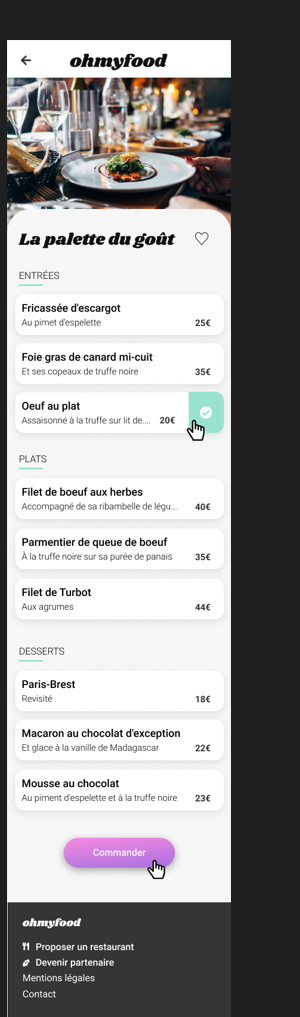 ohmyfood
La palette du goût
ENTRÉES
Fricassée d'escargot
Au pimet d'espelette 25€
Foie gras de canard mi-cuit
Et ses copeaux de truffe noire 35€
Oeuf au plat
Assaisonné à la truffe sur lit de.... 20€
PLATS
Filet de boeuf aux herbes
Accompagné de sa ribambelle de légu... 40€
Parmentier de queue de boeuf
À la truffe noire sur sa purée de panais 35€
Filet de Turbot
Aux agrumes 44€
DESSERTS
Paris-Brest
Revisité 18€
Macaron au chocolat d'exception
Et glace à la vanille de Madagascar 22€
Mousse au chocolat
Au piment d'espelette et à la truffe noire 23€
Commander
ohmyfood
Proposer un restaurant
Devenir partenaire
Mentions légales
Contact